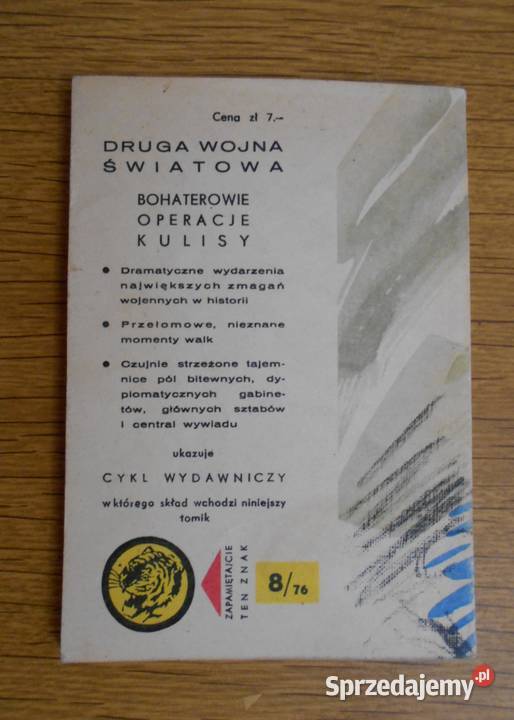 Cena zł 7.–
DRUGA WOJNA
ŚWIATOWA
BOHATEROWIE
OPERACJE
KULISY
● Dramatyczne wydarzenia
największych zmagań
wojennych w historii
● Przełomowe, nieznane
momenty walk
● Czujnie strzeżone tajem-
nice pól bitewnych, dy-
plomatycznych gabine-
tów, głównych sztabów
i central wywiadu
ukazuje
CYKL WYDAWNICZY
w którego skład wchodzi niniejszy
tomik
ZAPAMIĘTAJCIE
TEN ZNAK
8/76
Sprzedajemy.pl